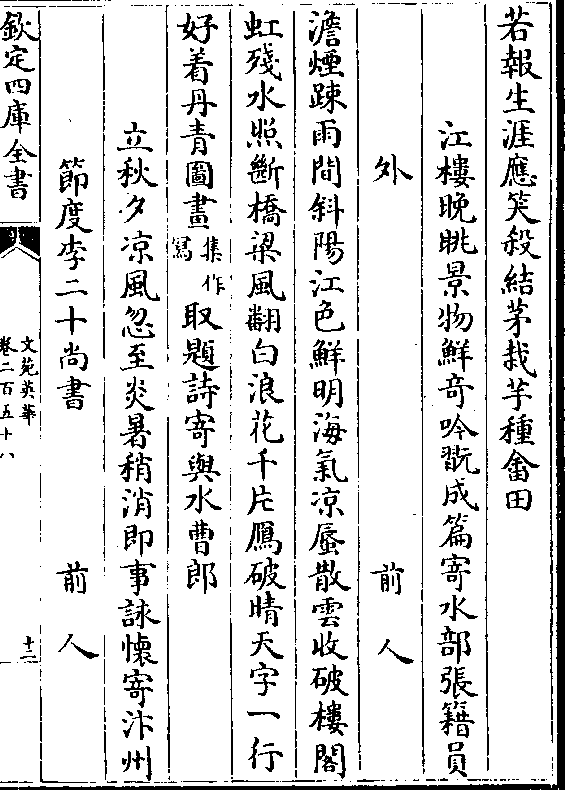 若報生涯應笑殺結茅栽芋種畬田
江樓晚眺景物鮮竒吟翫成篇寄水部張籍員
外　前人
澹煙踈雨間斜陽江色鮮明海氣凉蜃散雲收破樓閣
虹殘水照斷橋梁風翻白浪花千片鴈破晴天字一行
好着丹青圖畫集作寫取題詩寄與水曹郎
立秋夕凉風忽至炎暑稍消即事詠懷寄汴州
節度李二十尚書　前人
欽定四庫全書
文苑英華
卷二百五十八
十二